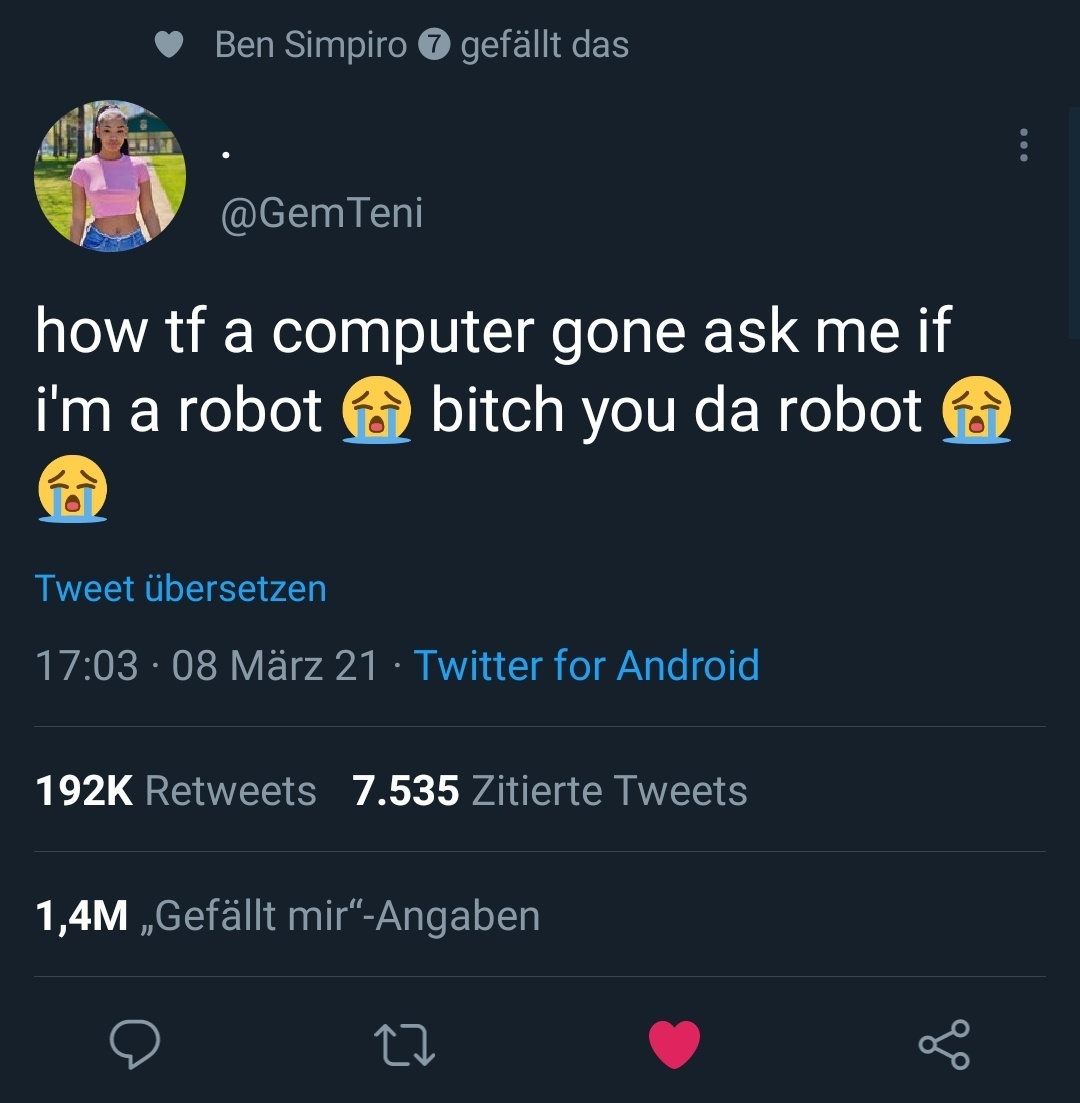 Ben Simpiro ❼ gefällt das
.
@GemTeni
how tf a computer gone ask me if
i'm a robot 😭 bitch you da robot 😭
😭
Tweet übersetzen
17:03 · 08 März 21 · Twitter for Android
192K Retweets 7.535 Zitierte Tweets
1,4M „Gefällt mir“-Angaben